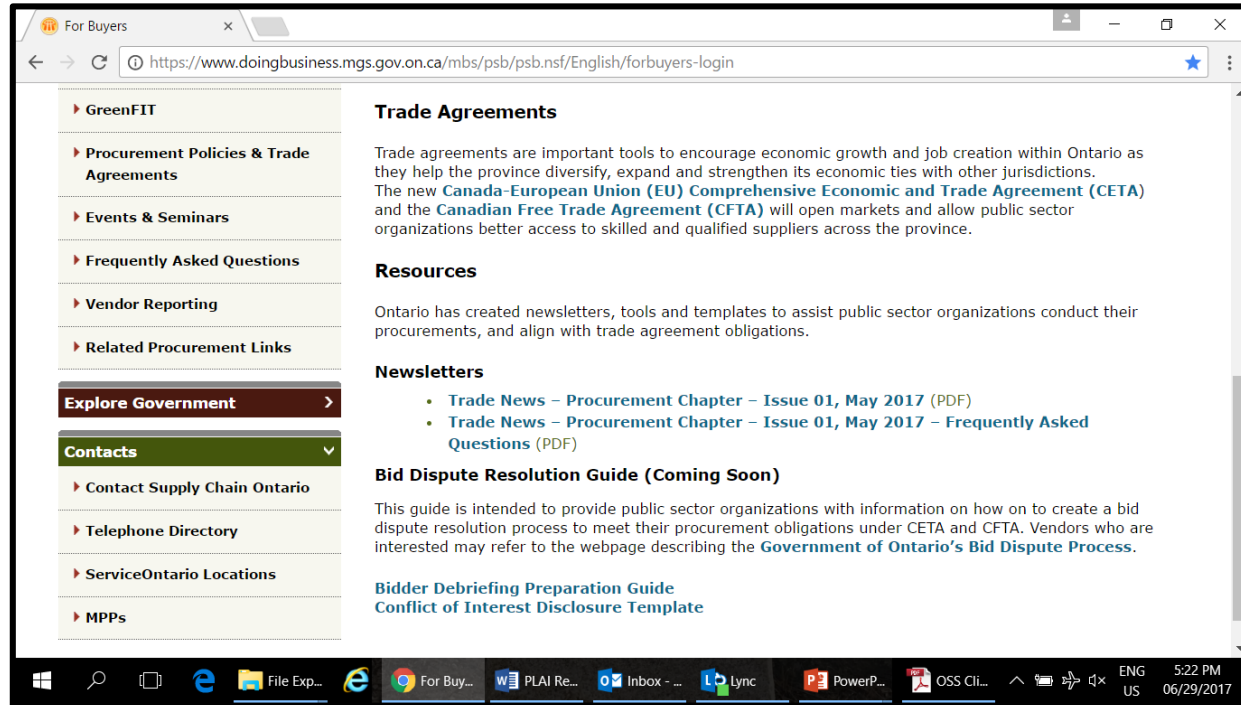 For Buyers
https://www.doingbusiness.mgs.gov.on.ca/mbs/psb/psb.nsf/English/forbuyers-login
GreenFIT
Procurement Policies & Trade
Agreements
Events & Seminars
Frequently Asked Questions
Vendor Reporting
Related Procurement Links
Explore Government
Contacts
Contact Supply Chain Ontario
Telephone Directory
ServiceOntario Locations
MPPs
Trade Agreements
Trade agreements are important tools to encourage economic growth and job creation within Ontario as
they help the province diversify, expand and strengthen its economic ties with other jurisdictions.
The new Canada-European Union (EU) Comprehensive Economic and Trade Agreement (CETA)
and the Canadian Free Trade Agreement (CFTA) will open markets and allow public sector
organizations better access to skilled and qualified suppliers across the province.
Resources
Ontario has created newsletters, tools and templates to assist public sector organizations conduct their
procurements, and align with trade agreement obligations.
Newsletters
• Trade News – Procurement Chapter – Issue 01, May 2017 (PDF)
• Trade News – Procurement Chapter – Issue 01, May 2017 – Frequently Asked
Questions (PDF)
Bid Dispute Resolution Guide (Coming Soon)
This guide is intended to provide public sector organizations with information on how on to create a bid
dispute resolution process to meet their procurement obligations under CETA and CFTA. Vendors who are
interested may refer to the webpage describing the Government of Ontario's Bid Dispute Process.
Bidder Debriefing Preparation Guide
Conflict of Interest Disclosure Template
File Exp... For Buy... PLAI Re... Inbox - ... Lync PowerP... OSS Cli... ENG 5:22 PM
US 06/29/2017